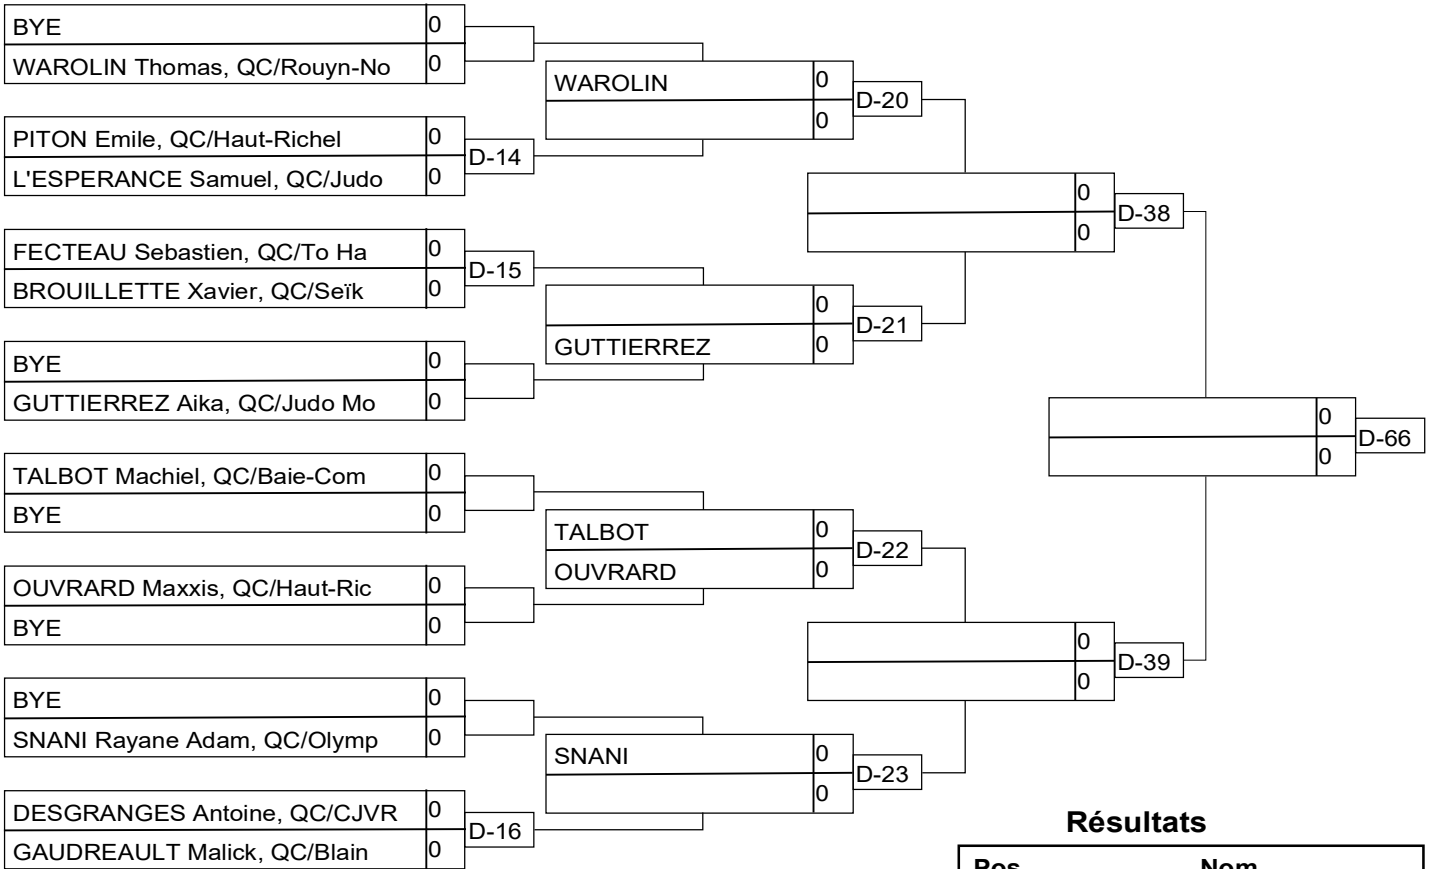 BYE 0
WAROLIN Thomas, QC/Rouyn-No 0
PITON Emile, QC/Haut-Richel 0
L'ESPERANCE Samuel, QC/Judo 0
D-14
FECTEAU Sebastien, QC/To Ha 0
BROUILLETTE Xavier, QC/Seïk 0
D-15
BYE 0
GUTTIERREZ Aika, QC/Judo Mo 0
TALBOT Machiel, QC/Baie-Com 0
BYE 0
OUVRARD Maxxis, QC/Haut-Ric 0
BYE 0
BYE 0
SNANI Rayane Adam, QC/Olymp 0
DESGRANGES Antoine, QC/CJVR 0
GAUDREAULT Malick, QC/Blain 0
D-16
WAROLIN 0
0
D-20
0
GUTTIERREZ 0
D-21
TALBOT 0
OUVRARD 0
D-22
SNANI 0
0
D-23
0
0
D-38
0
0
D-39
0
0
D-66
Résultats
Pos Nom